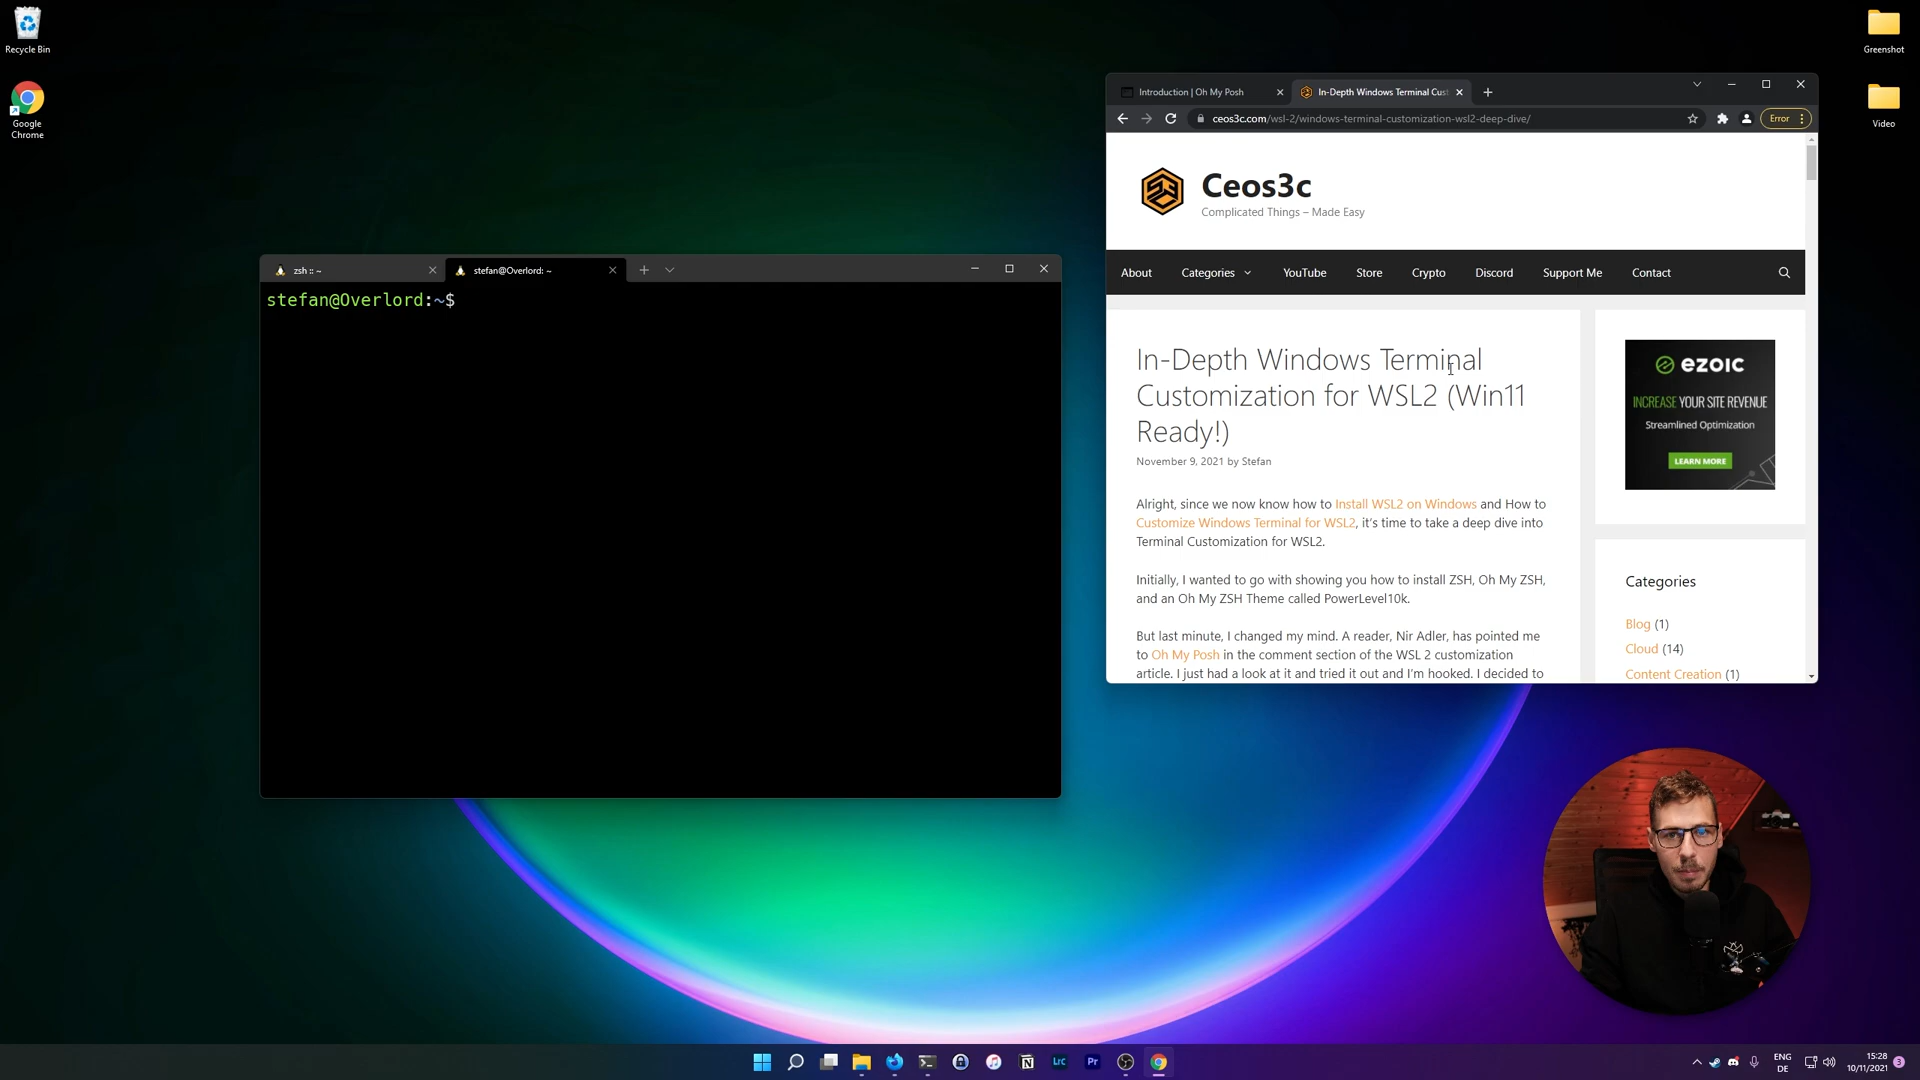 Recycle Bin
Google
Chrome
Greenshot
Video
zsh :: ~
stefan@Overlord: ~
stefan@Overlord:~$
Introduction | Oh My Posh
In-Depth Windows Terminal Cus
ceos3c.com/wsl-2/windows-terminal-customization-wsl2-deep-dive/
Error
Ceos3c
Complicated Things – Made Easy
About
Categories
YouTube
Store
Crypto
Discord
Support Me
Contact
In-Depth Windows Terminal
Customization for WSL2 (Win11
Ready!)
November 9, 2021 by Stefan
Alright, since we now know how to Install WSL2 on Windows and How to
Customize Windows Terminal for WSL2, it's time to take a deep dive into
Terminal Customization for WSL2.
Initially, I wanted to go with showing you how to install ZSH, Oh My ZSH,
and an Oh My ZSH Theme called PowerLevel10k.
But last minute, I changed my mind. A reader, Nir Adler, has pointed me
to Oh My Posh in the comment section of the WSL 2 customization
article. I just had a look at it and tried it out and I'm hooked. I decided to
ezoic
INCREASE YOUR SITE REVENUE
Streamlined Optimization
LEARN MORE
Categories
Blog (1)
Cloud (14)
Content Creation (1)
Lrc
Pr
ENG
DE
15:28
10/11/2021
3